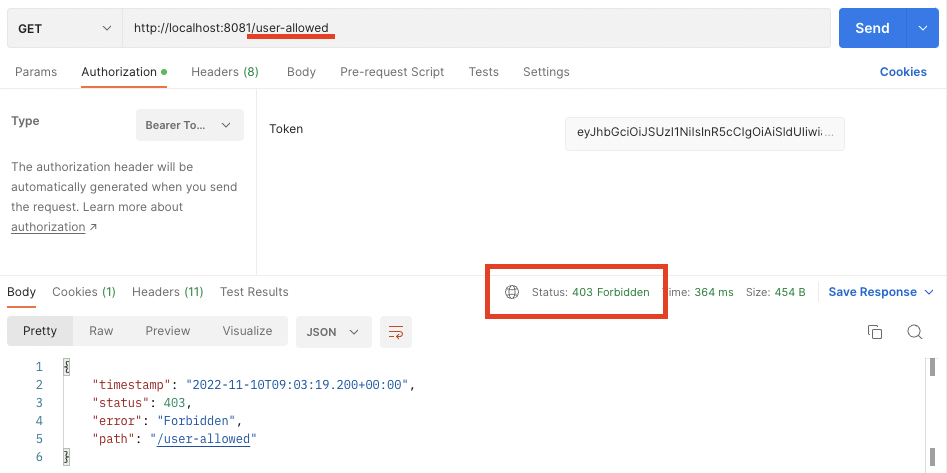 GET http://localhost:8081/user-allowed Send
Params Authorization Headers (8) Body Pre-request Script Tests Settings Cookies
Type Bearer To... Token eyJhbGciOiJSUzI1NiIsInR5cCIgOiAiSldUIiwia...
The authorization header will be
automatically generated when you send
the request. Learn more about
authorization ↗
Body Cookies (1) Headers (11) Test Results Status: 403 Forbidden Time: 364 ms Size: 454 B Save Response
Pretty Raw Preview Visualize JSON
1 {
2 "timestamp": "2022-11-10T09:03:19.200+00:00",
3 "status": 403,
4 "error": "Forbidden",
5 "path": "/user-allowed"
6 }